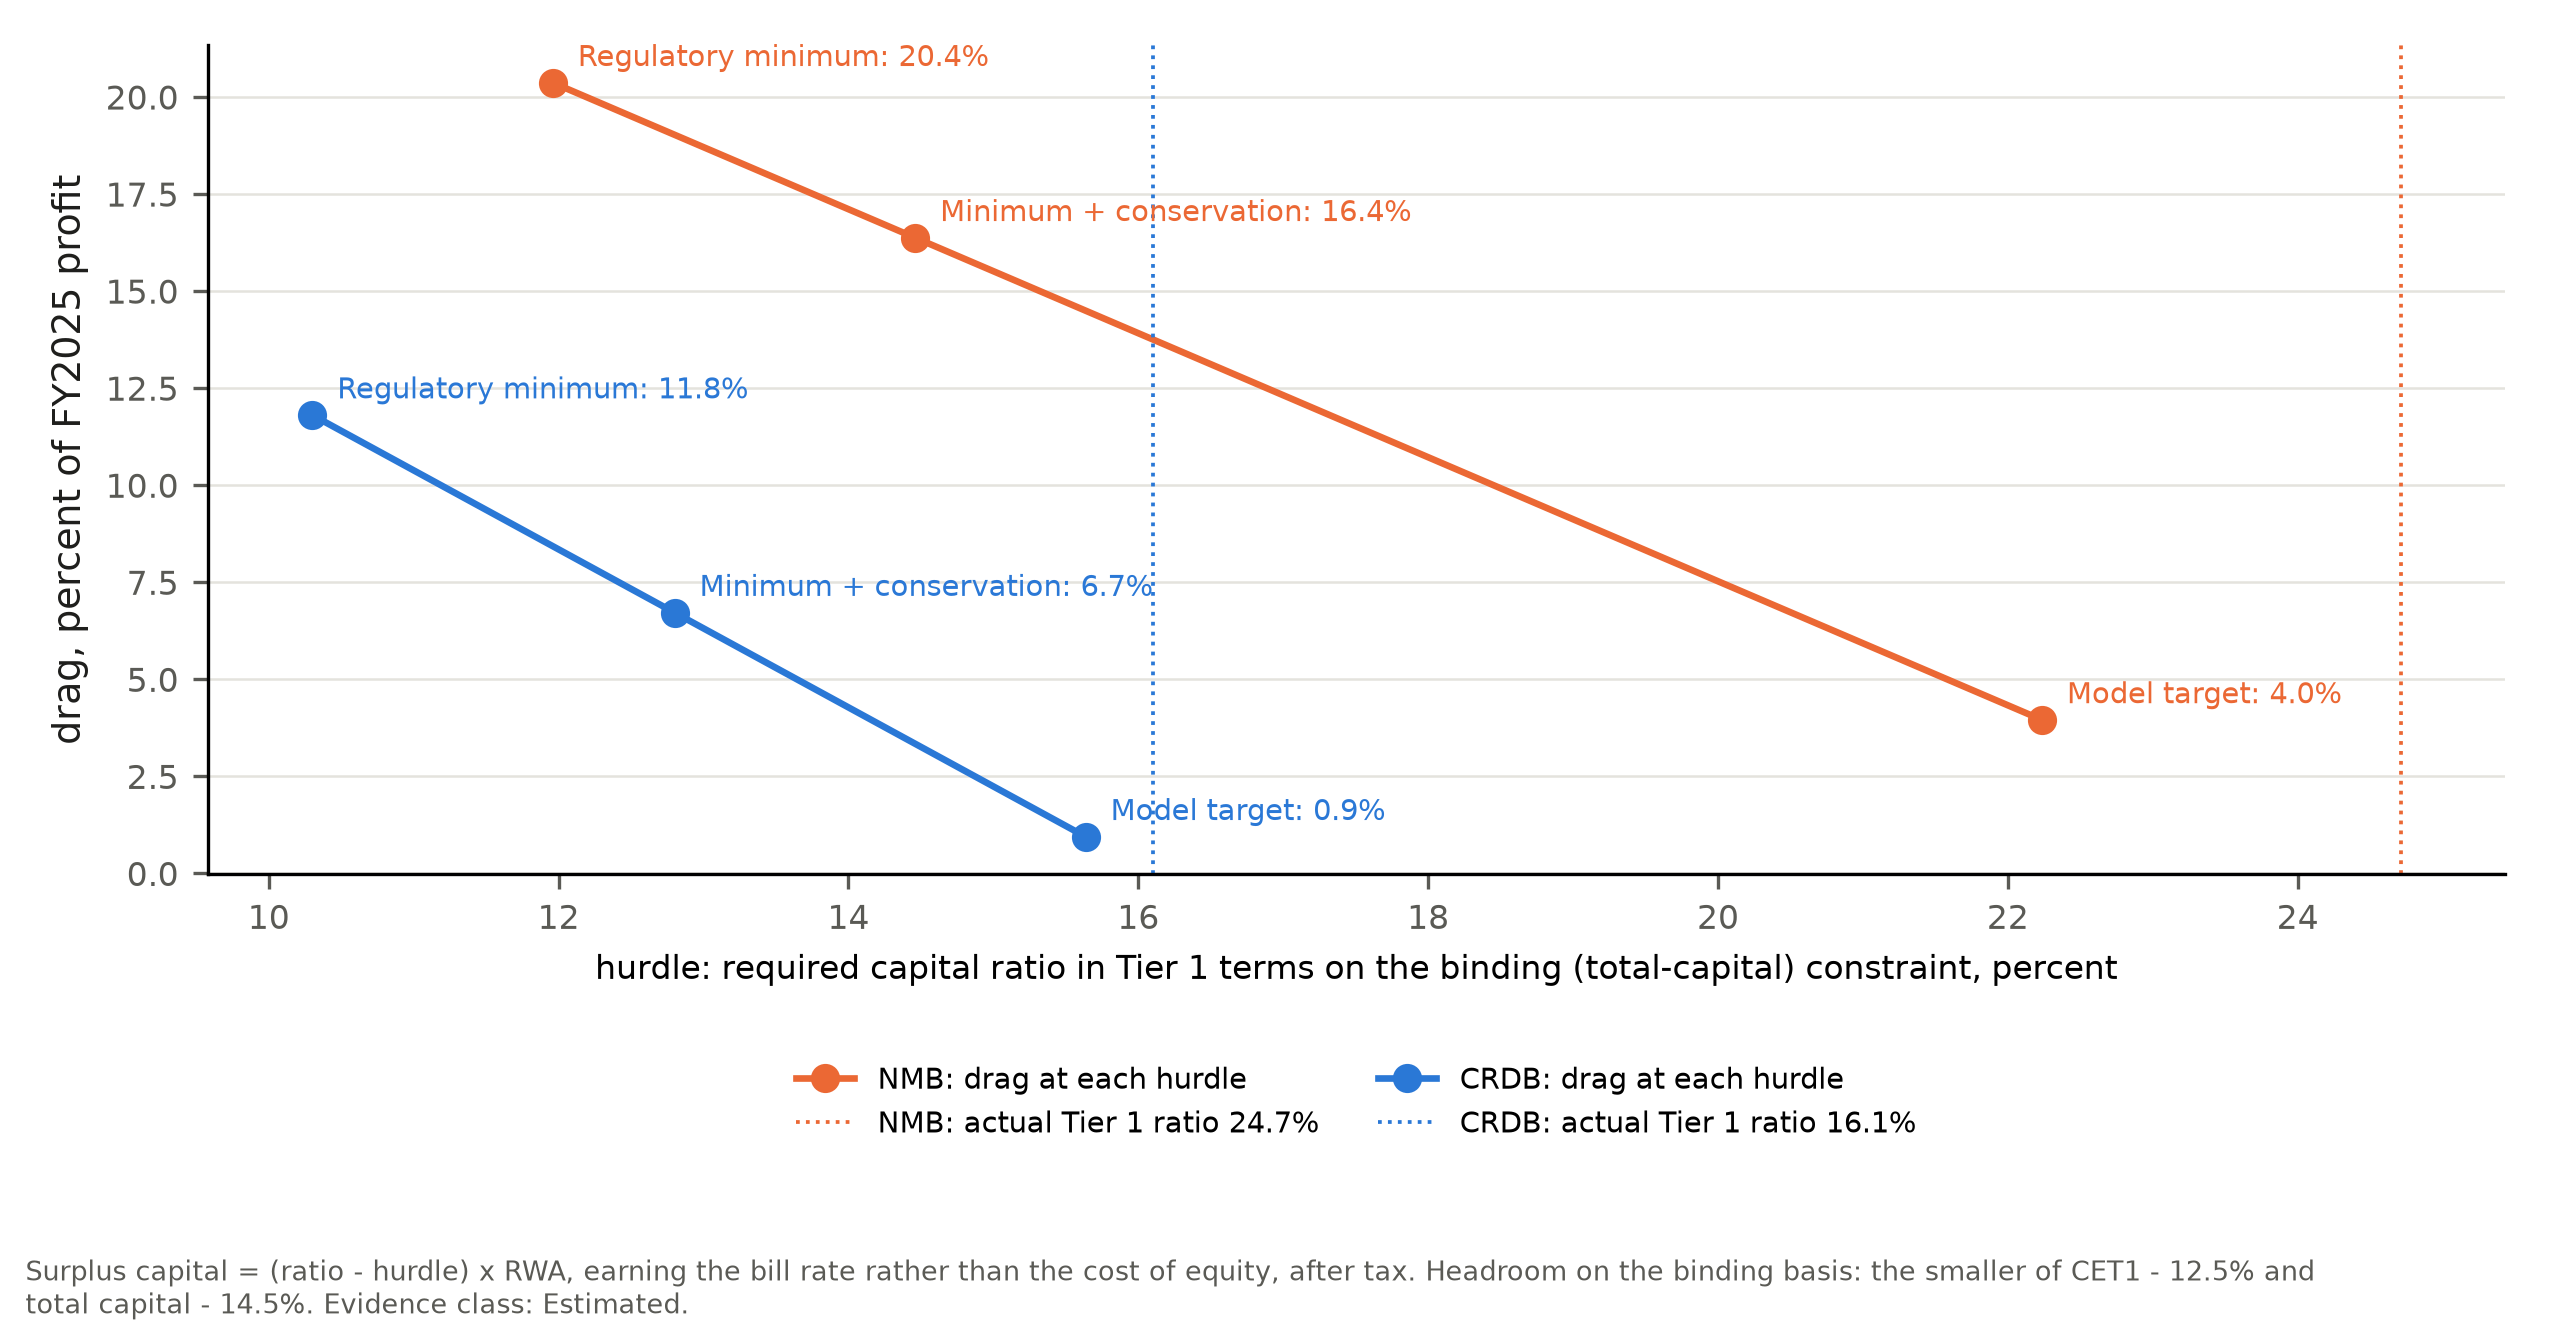 Regulatory minimum: 20.4%
20.0
Minimum + conservation: 16.4%
17.5
15.0
Regulatory minimum: 11.8%
12.5
10.0
Minimum + conservation: 6.7%
7.5
Model target: 4.0%
5.0
Model target: 0.9%
2.5
0.0
drag, percent of FY2025 profit
10 12 14 16 18 20 22 24
hurdle: required capital ratio in Tier 1 terms on the binding (total-capital) constraint, percent
NMB: drag at each hurdle
NMB: actual Tier 1 ratio 24.7%
CRDB: drag at each hurdle
CRDB: actual Tier 1 ratio 16.1%
Surplus capital = (ratio - hurdle) x RWA, earning the bill rate rather than the cost of equity, after tax. Headroom on the binding basis: the smaller of CET1 - 12.5% and
total capital - 14.5%. Evidence class: Estimated.